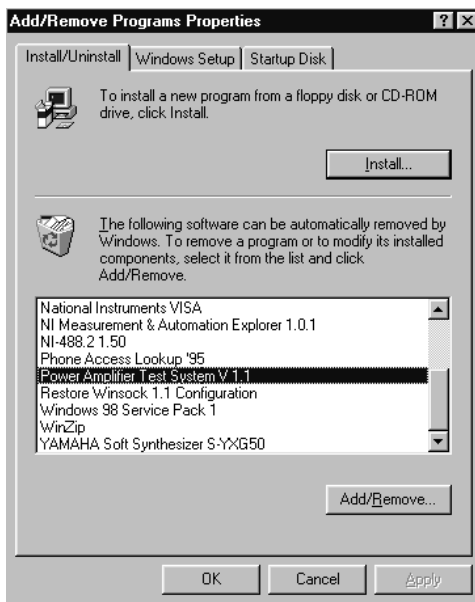 Add/Remove Programs Properties
Install/Uninstall
Windows Setup
Startup Disk
To install a new program from a floppy disk or CD-ROM
drive, click Install.
Install...
The following software can be automatically removed by
Windows. To remove a program or to modify its installed
components, select it from the list and click
Add/Remove.
National Instruments VISA
NI Measurement & Automation Explorer 1.0.1
NI-488.2 1.50
Phone Access Lookup '95
Power Amplifier Test System V 1.1
Restore Winsock 1.1 Configuration
Windows 98 Service Pack 1
WinZip
YAMAHA Soft Synthesizer S-YXG50
Add/Remove...
OK
Cancel
Apply